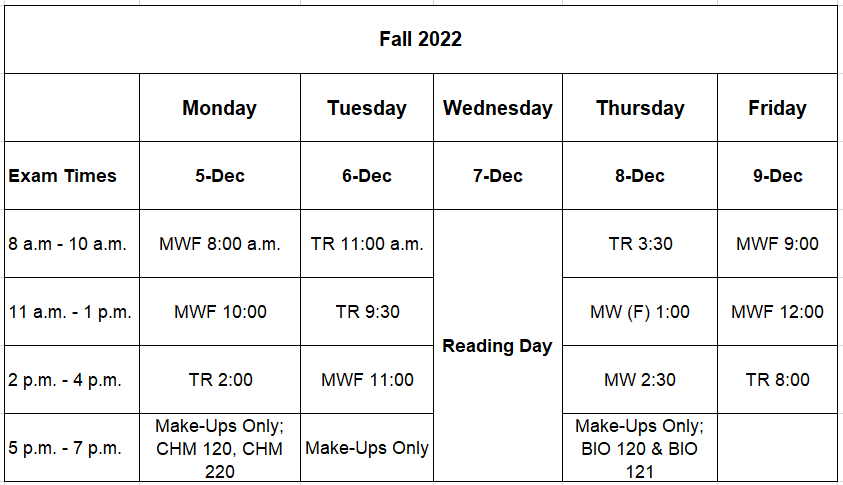 Fall 2022
Monday Tuesday Wednesday Thursday Friday
Exam Times 5-Dec 6-Dec 7-Dec 8-Dec 9-Dec
8 a.m - 10 a.m. MWF 8:00 a.m. TR 11:00 a.m. TR 3:30 MWF 9:00
11 a.m. - 1 p.m. MWF 10:00 TR 9:30 MW (F) 1:00 MWF 12:00
Reading Day
2 p.m. - 4 p.m. TR 2:00 MWF 11:00 MW 2:30 TR 8:00
5 p.m. - 7 p.m.
Make-Ups Only;
CHM 120, CHM
220
Make-Ups Only
Make-Ups Only;
BIO 120 & BIO
121